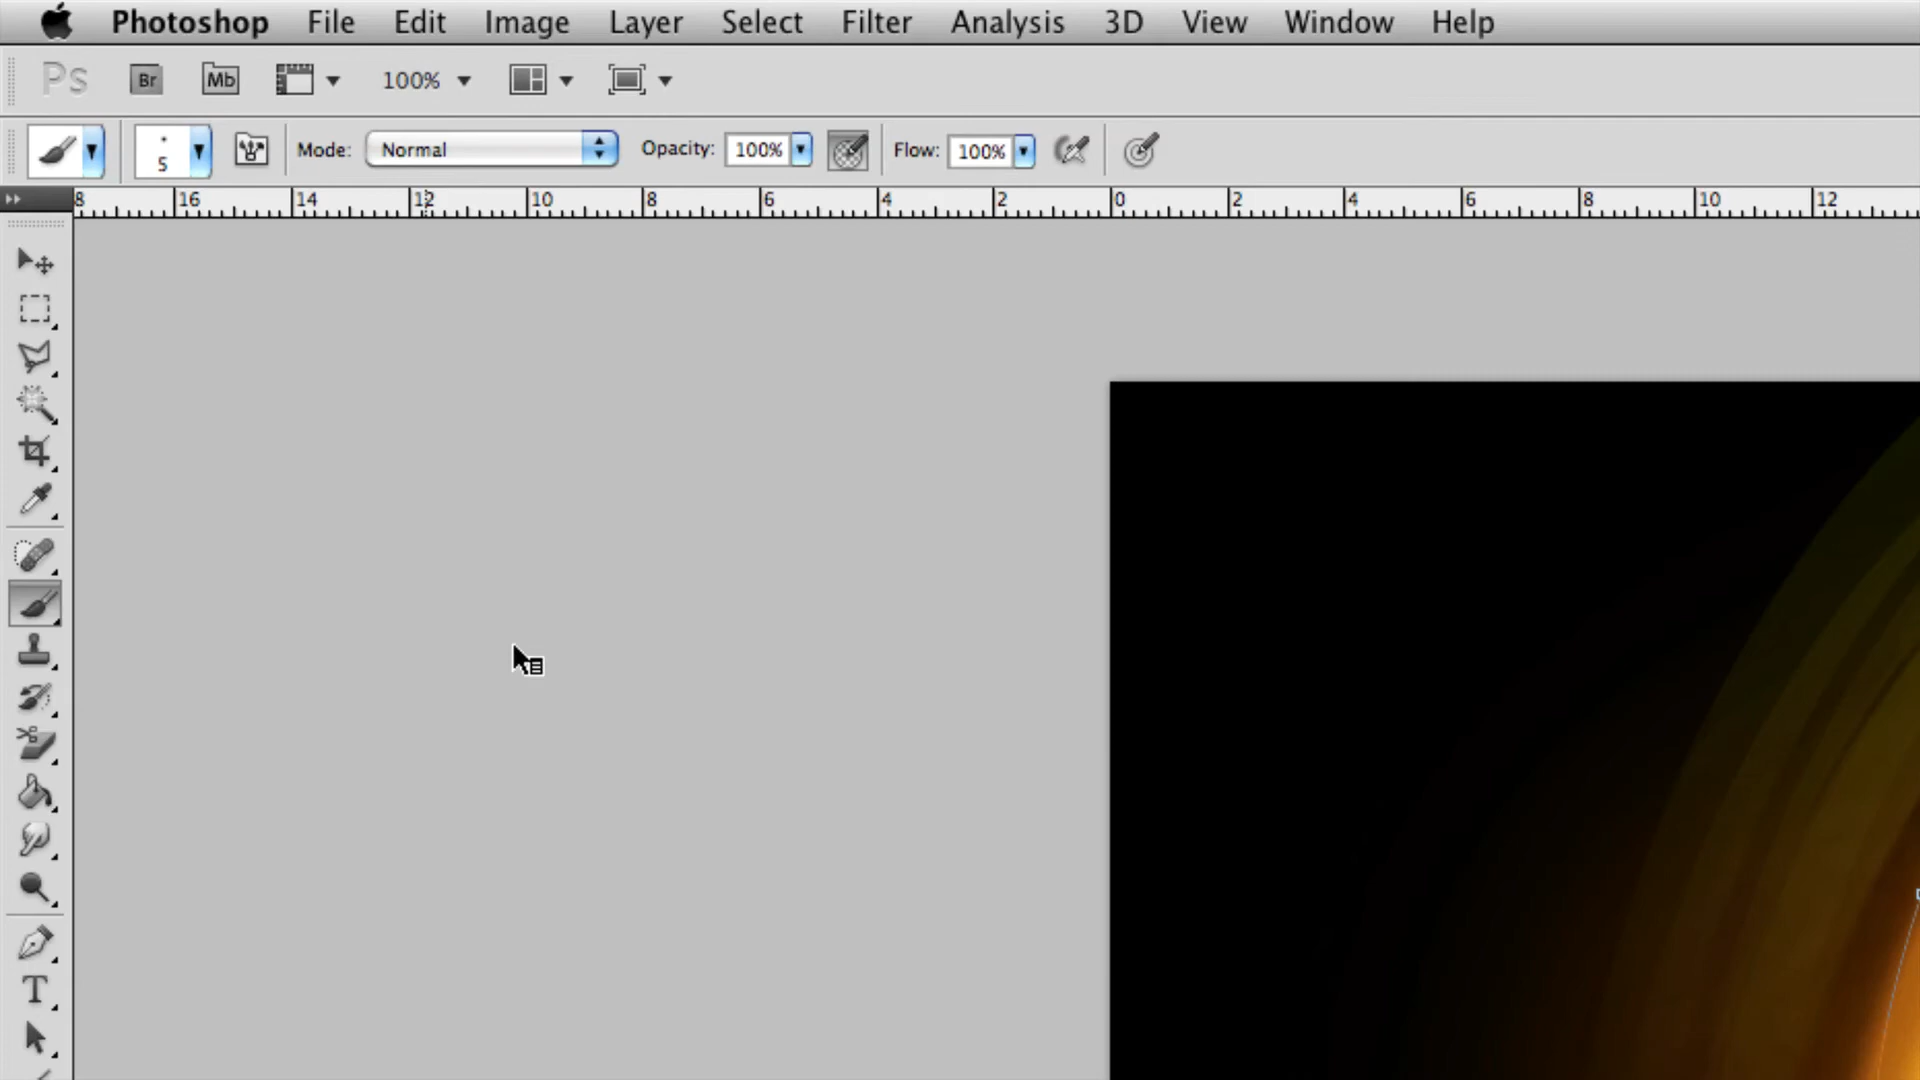 Photoshop File Edit Image Layer Select Filter Analysis 3D View Window Help
Ps Br Mb 100%
5 Mode: Normal Opacity: 100% Flow: 100%
8 16 14 12 10 8 6 4 2 0 2 4 6 8 10 12
T